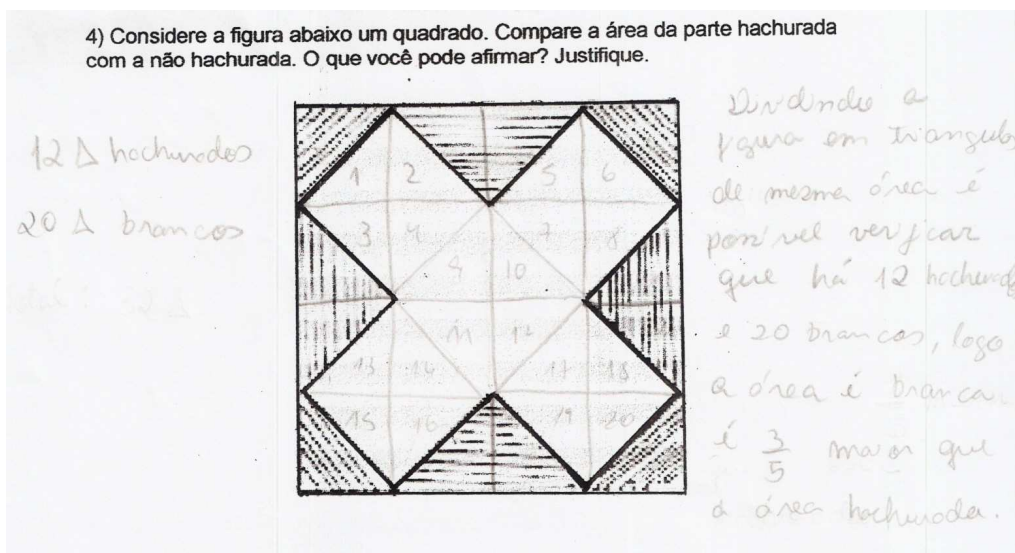 4) Considere a figura abaixo um quadrado. Compare a área da parte hachurada
com a não hachurada. O que você pode afirmar? Justifique.
12 Δ hachurados
20 Δ brancos
1 2 5 6
3 4 7 8
9 10
11 12
13 14 17 18
15 16 19 20
Dividindo a
figura em triangulos
de mesma área é
possível verificar
que há 12 hachurad
e 20 brancos, logo
a área é branca
é 3/5 maior que
a área hachurada.